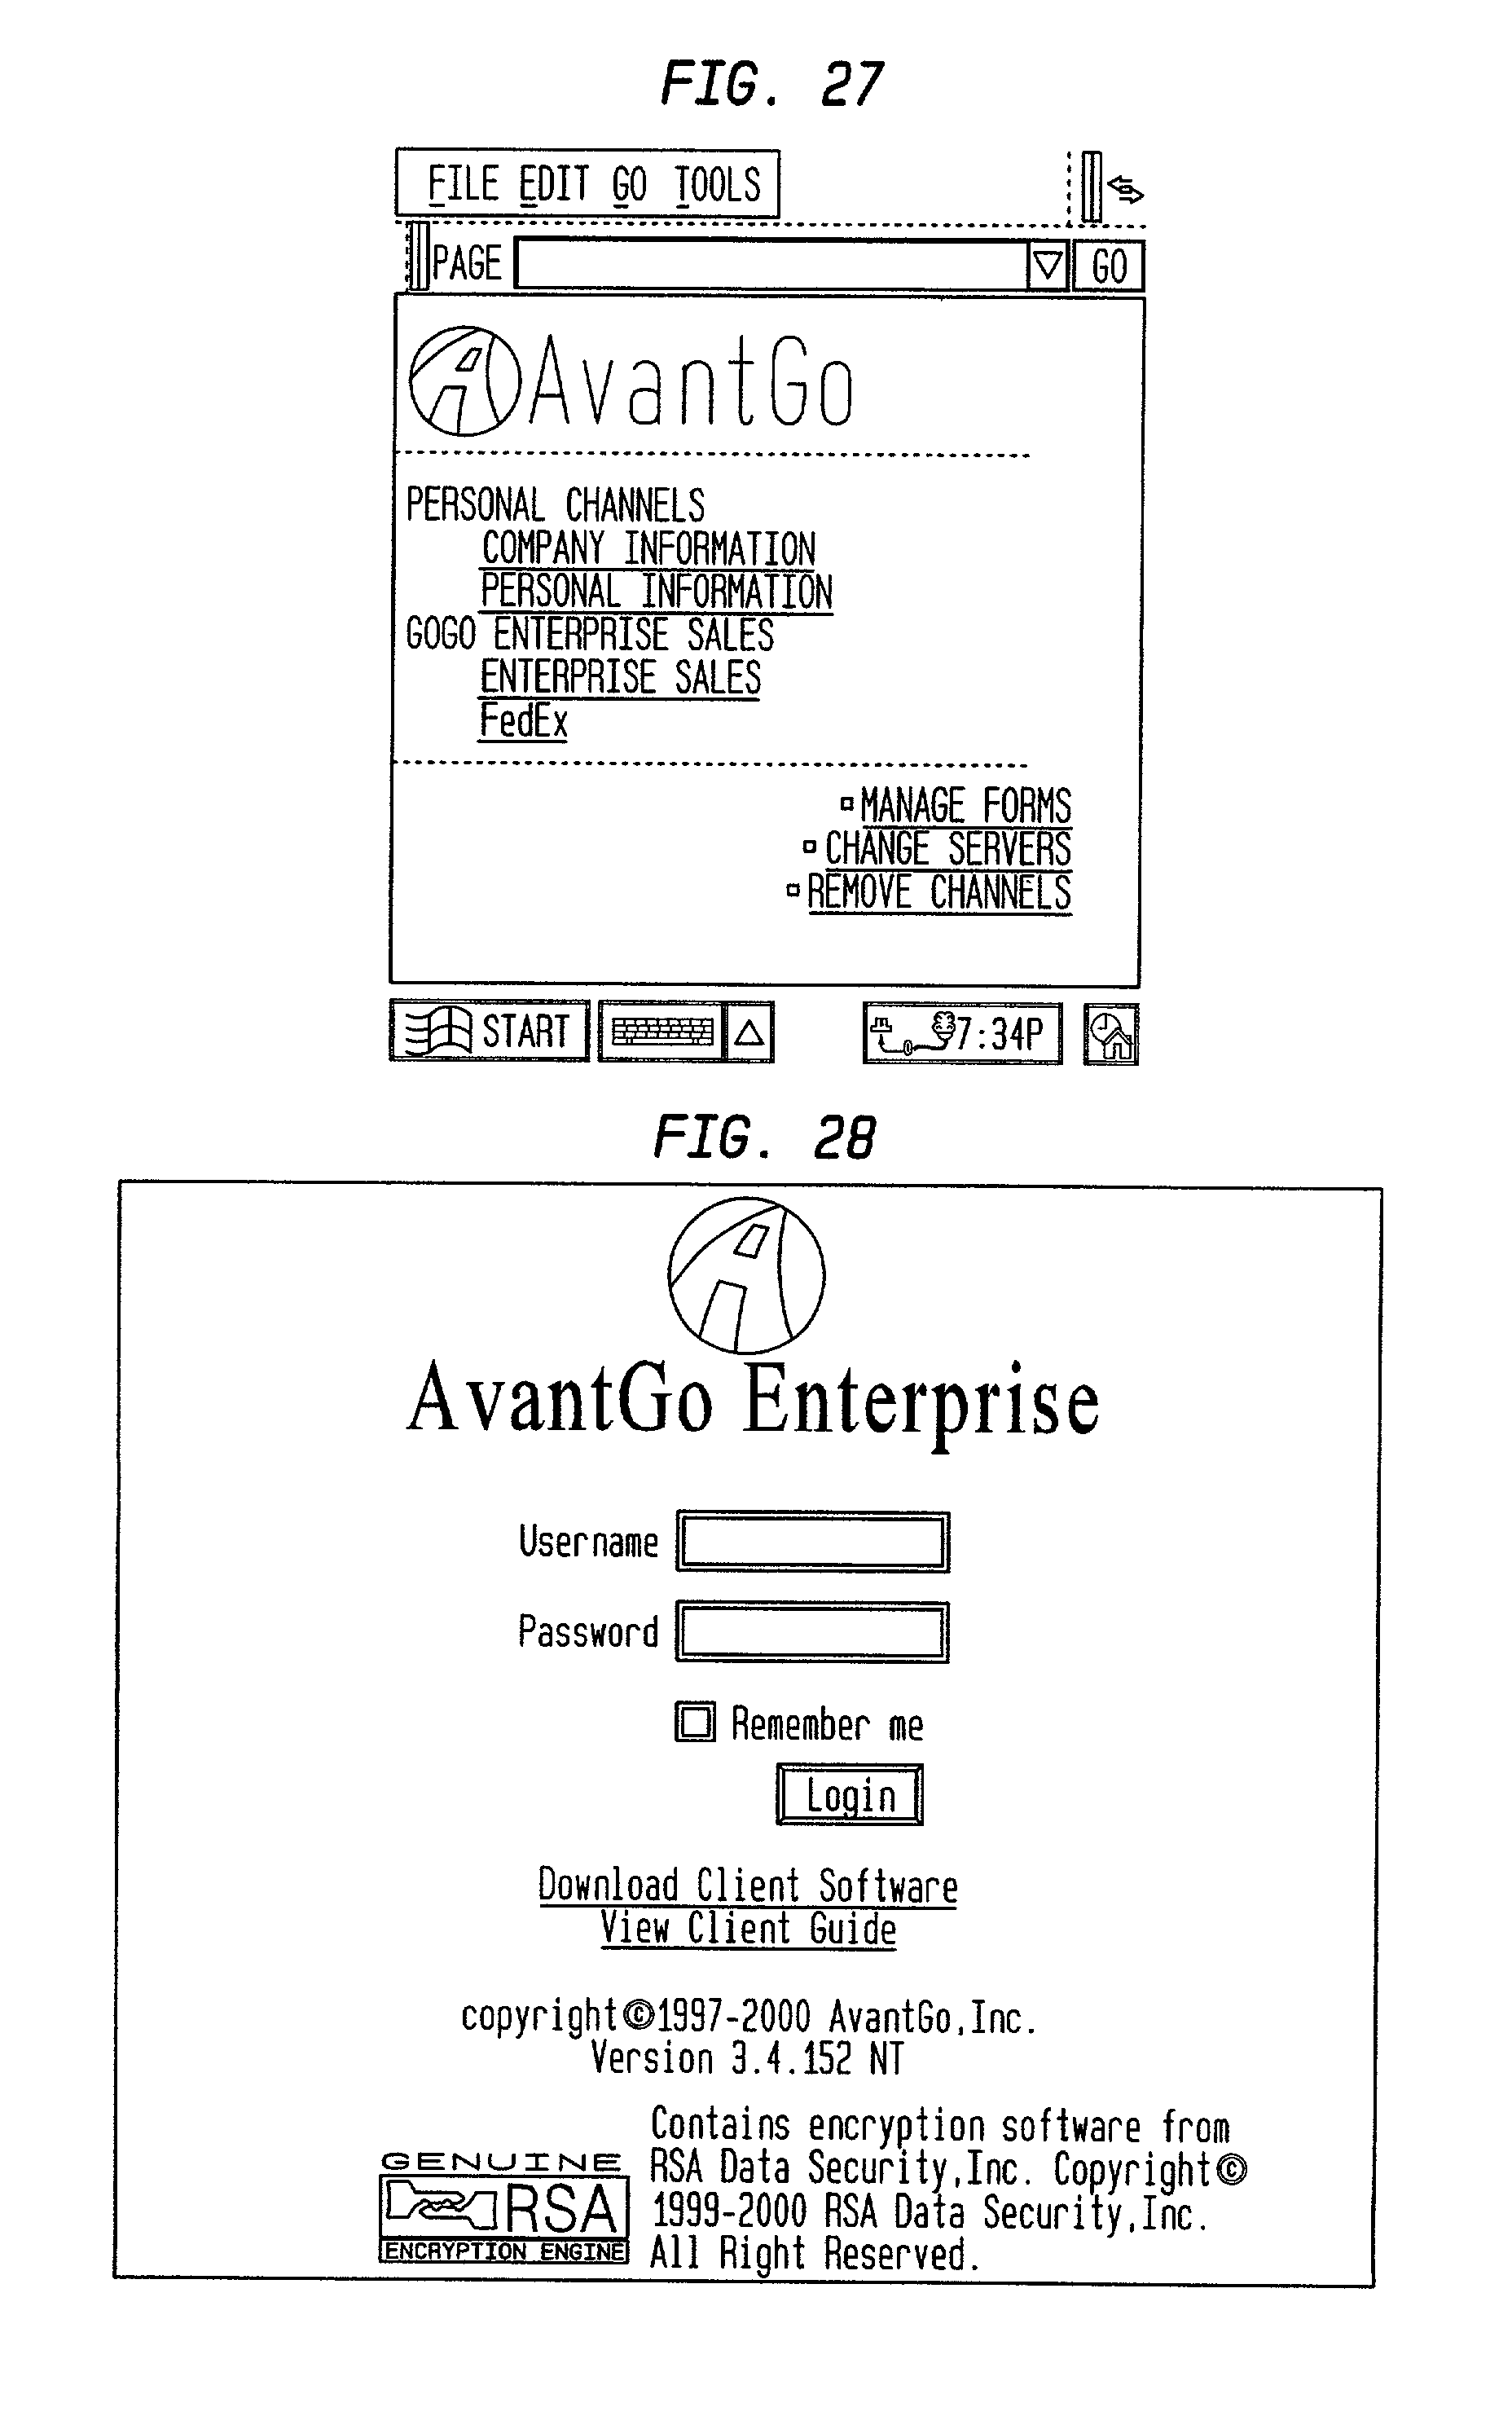 FIG. 27
FILE EDIT GO TOOLS
PAGE GO
AvantGo
PERSONAL CHANNELS
COMPANY INFORMATION
PERSONAL INFORMATION
GOGO ENTERPRISE SALES
ENTERPRISE SALES
FedEx
MANAGE FORMS
CHANGE SERVERS
REMOVE CHANNELS
START 7:34P
FIG. 28
AvantGo Enterprise
Username
Password
Remember me
Login
Download Client Software
View Client Guide
copyright©1997-2000 AvantGo,Inc.
Version 3.4.152 NT
GENUINE
RSA
ENCRYPTION ENGINE
Contains encryption software from
RSA Data Security,Inc. Copyright©
1999-2000 RSA Data Security,Inc.
All Right Reserved.